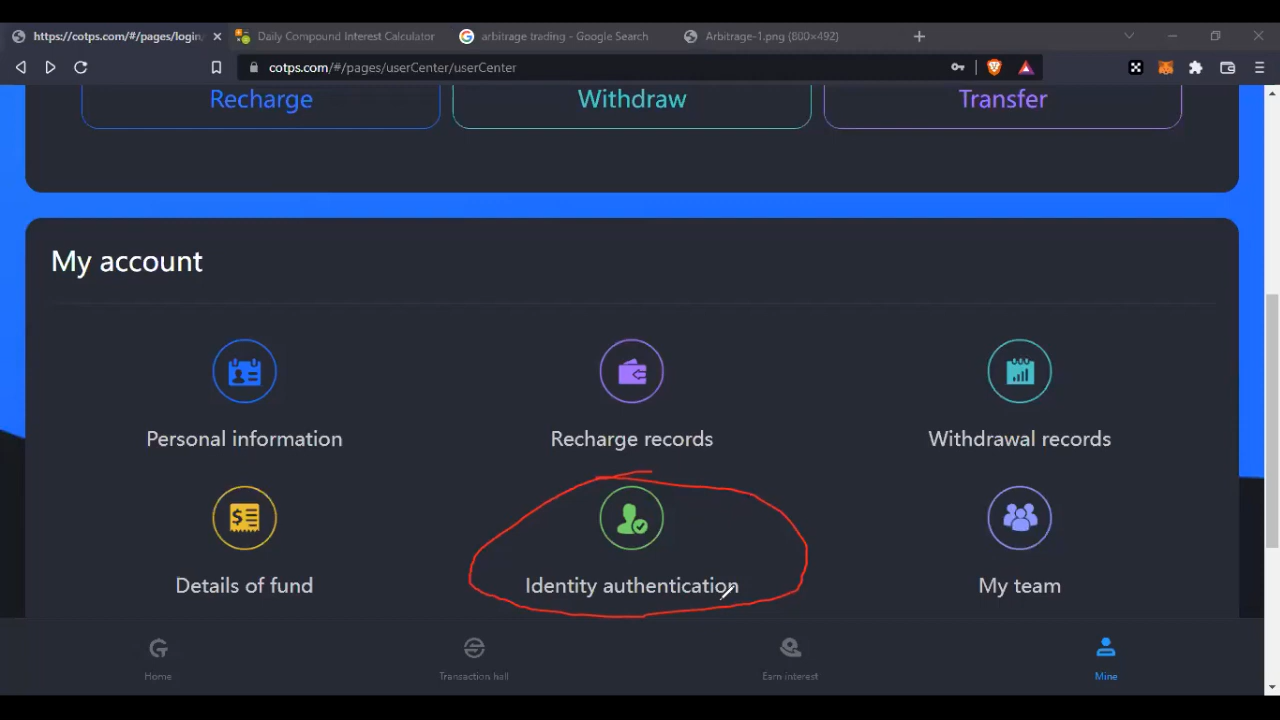 https://cotps.com/#/pages/login, Daily Compound Interest Calculator arbitrage trading - Google Search Arbitrage-1.png (800×492)
cotps.com/#/pages/userCenter/userCenter
Recharge Withdraw Transfer
My account
Personal information Recharge records Withdrawal records
Details of fund Identity authentication My team
Home Transaction hall Earn interest Mine